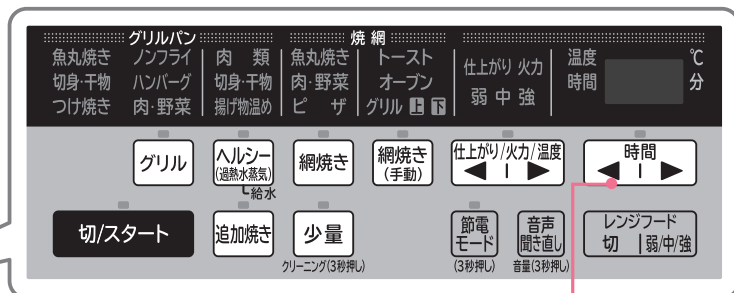 グリルパン
焼網
魚丸焼き ノンフライ 肉類 魚丸焼き トースト 仕上がり 火力 温度 ℃
切身・干物 ハンバーグ 切身・干物 肉・野菜 オーブン 弱 中 強 時間 分
つけ焼き 肉・野菜 揚げ物温め ピザ グリル 上 下
グリル
ヘルシー
(過熱水蒸気)
給水
網焼き
網焼き
(手動)
仕上がり/火力/温度
◀ I ▶
時間
◀ I ▶
切/スタート
追加焼き
少量
クリーニング(3秒押し)
節電
モード
(3秒押し)
音声
聞き直し
音量(3秒押し)
レンジフード
切 | 弱/中/強